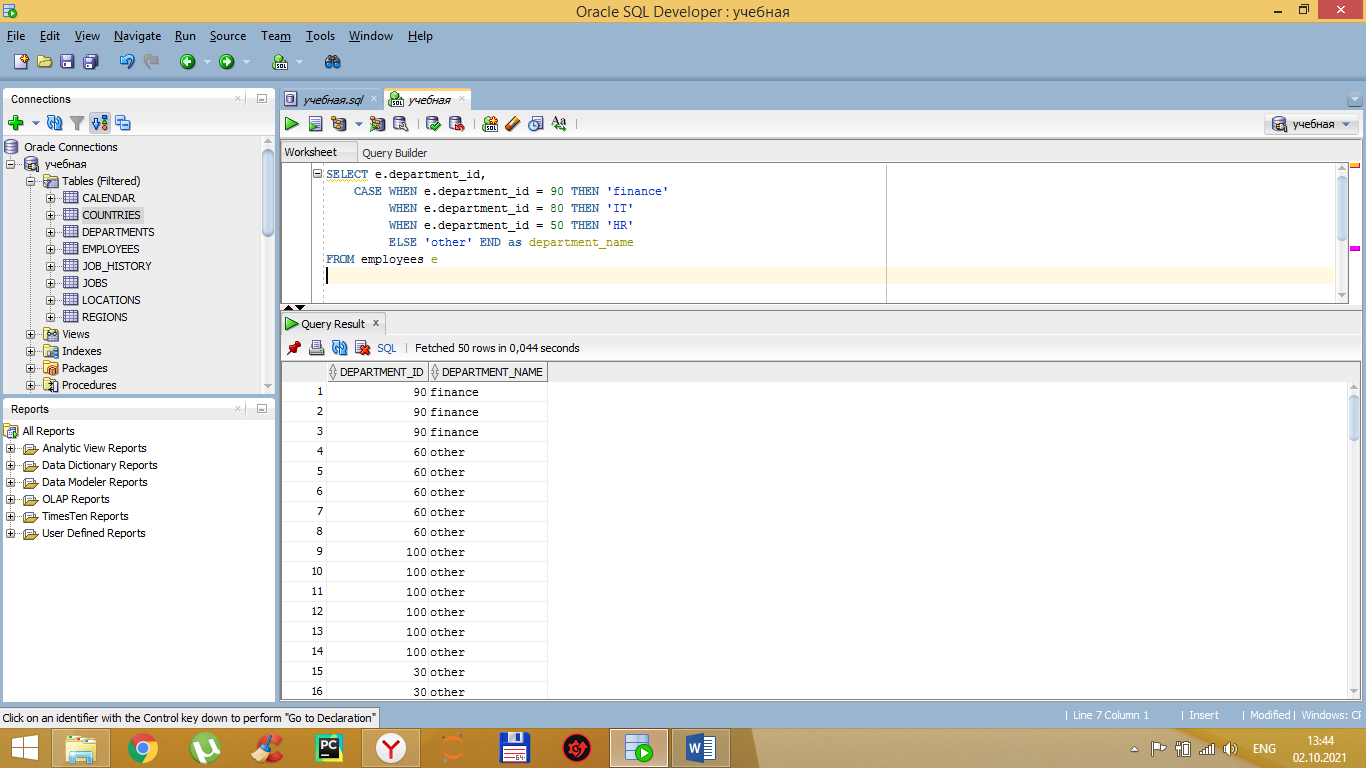 Oracle SQL Developer : учебная
File Edit View Navigate Run Source Team Tools Window Help
Connections
Oracle Connections
учебная
Tables (Filtered)
CALENDAR
COUNTRIES
DEPARTMENTS
EMPLOYEES
JOB_HISTORY
JOBS
LOCATIONS
REGIONS
Views
Indexes
Packages
Procedures
Reports
All Reports
Analytic View Reports
Data Dictionary Reports
Data Modeler Reports
OLAP Reports
TimesTen Reports
User Defined Reports
учебная.sql учебная
учебная
Worksheet Query Builder
SELECT e.department_id,
CASE WHEN e.department_id = 90 THEN 'finance'
WHEN e.department_id = 80 THEN 'IT'
WHEN e.department_id = 50 THEN 'HR'
ELSE 'other' END as department_name
FROM employees e
Query Result x
SQL | Fetched 50 rows in 0,044 seconds
DEPARTMENT_ID DEPARTMENT_NAME
1 90 finance
2 90 finance
3 90 finance
4 60 other
5 60 other
6 60 other
7 60 other
8 60 other
9 100 other
10 100 other
11 100 other
12 100 other
13 100 other
14 100 other
15 30 other
16 30 other
Click on an identifier with the Control key down to perform "Go to Declaration"
| Line 7 Column 1 | Insert | Modified | Windows: CF
ENG
13:44
02.10.2021